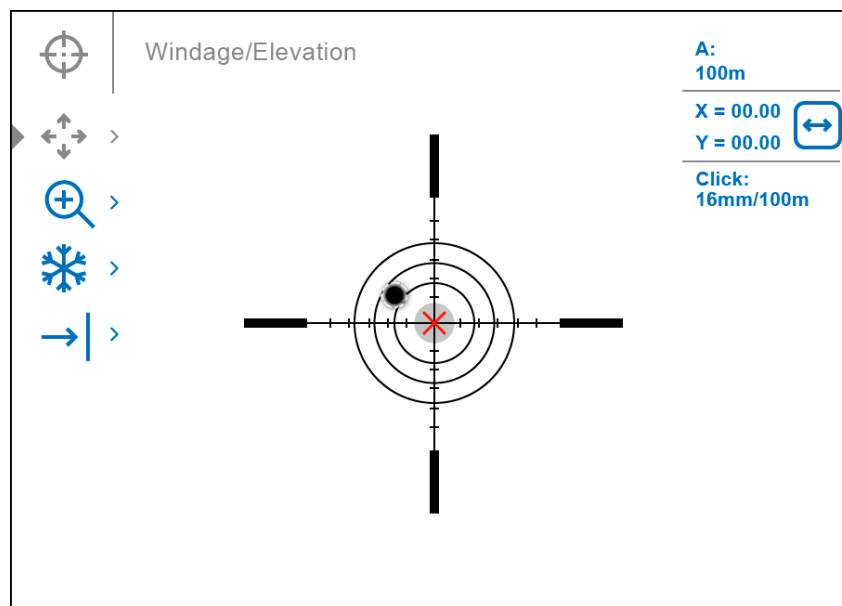 Windage/Elevation
A:
100m
X = 00.00
Y = 00.00
Click:
16mm/100m